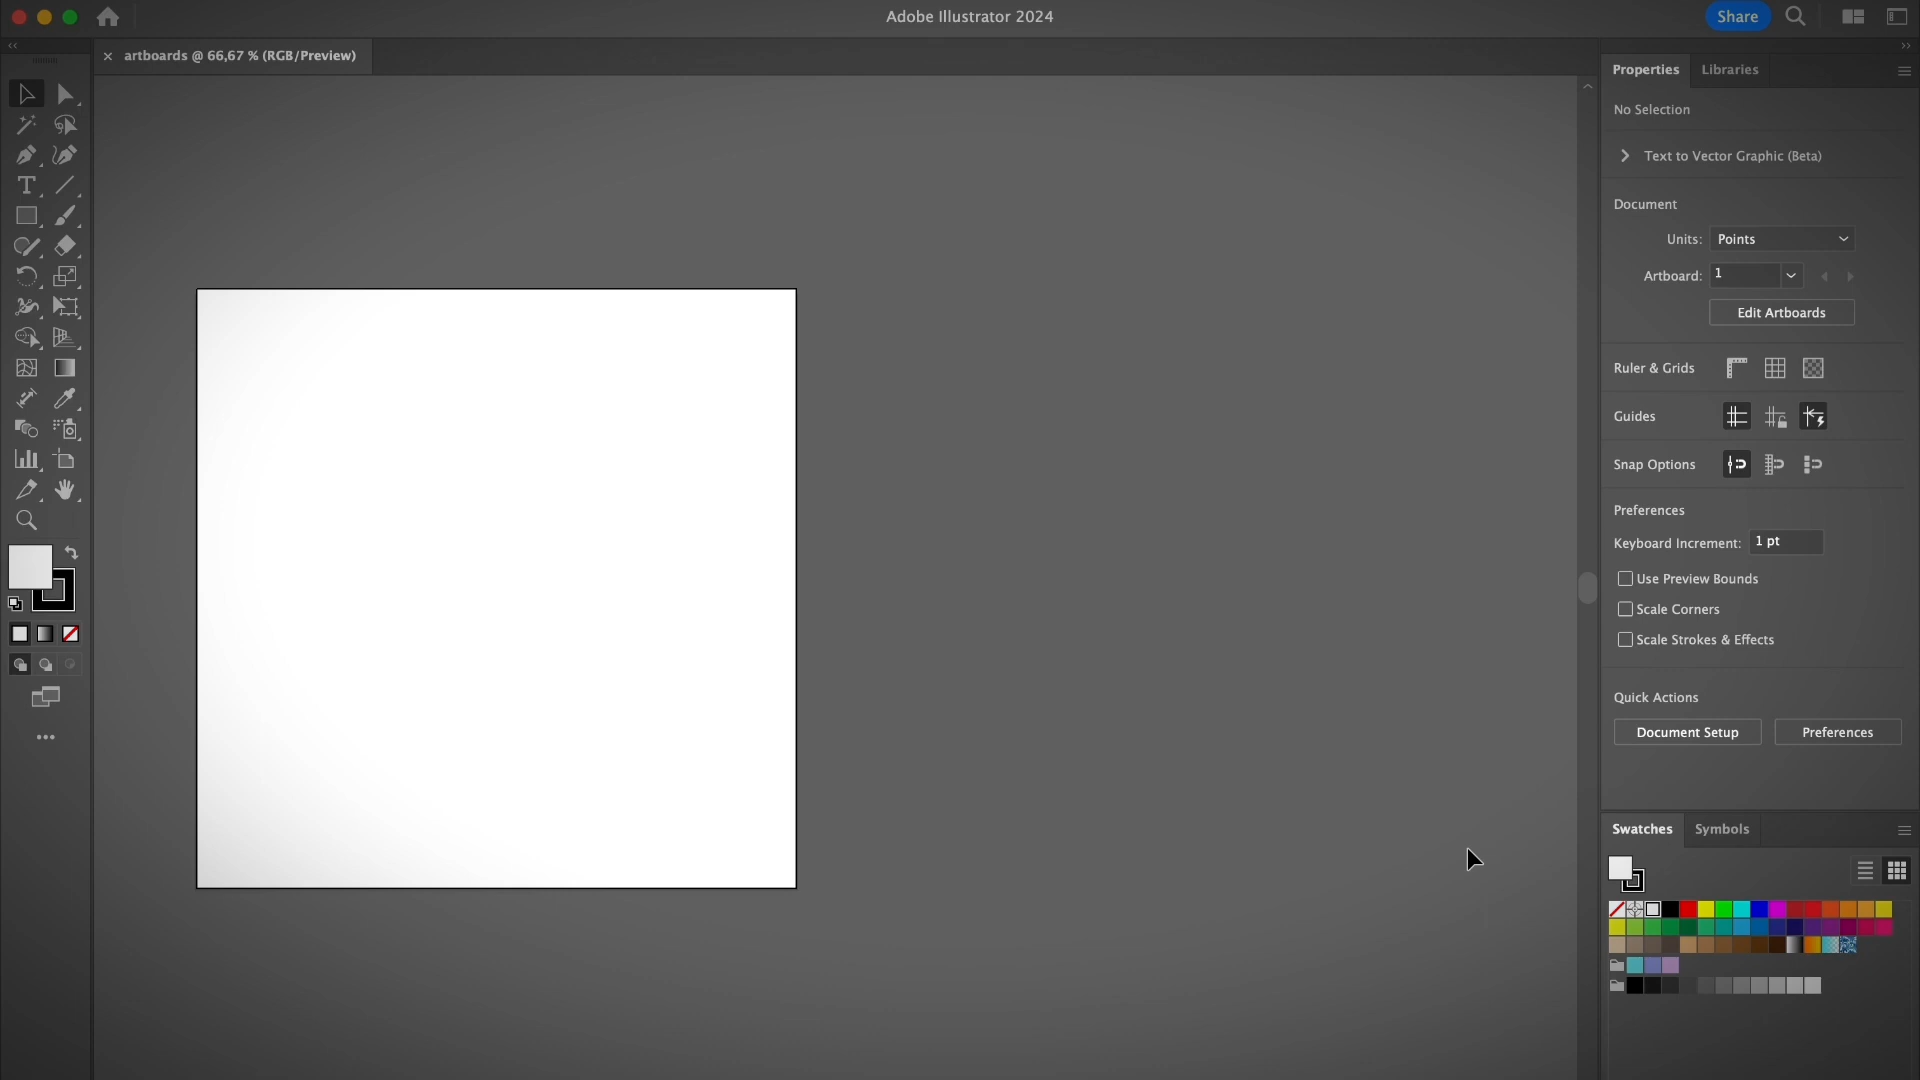 Adobe Illustrator 2024
Share
artboards @ 66,67 % (RGB/Preview)
Properties
Libraries
No Selection
Text to Vector Graphic (Beta)
Document
Units: Points
Artboard: 1
Edit Artboards
Ruler & Grids
Guides
Snap Options
Preferences
Keyboard Increment: 1 pt
Use Preview Bounds
Scale Corners
Scale Strokes & Effects
Quick Actions
Document Setup
Preferences
Swatches
Symbols